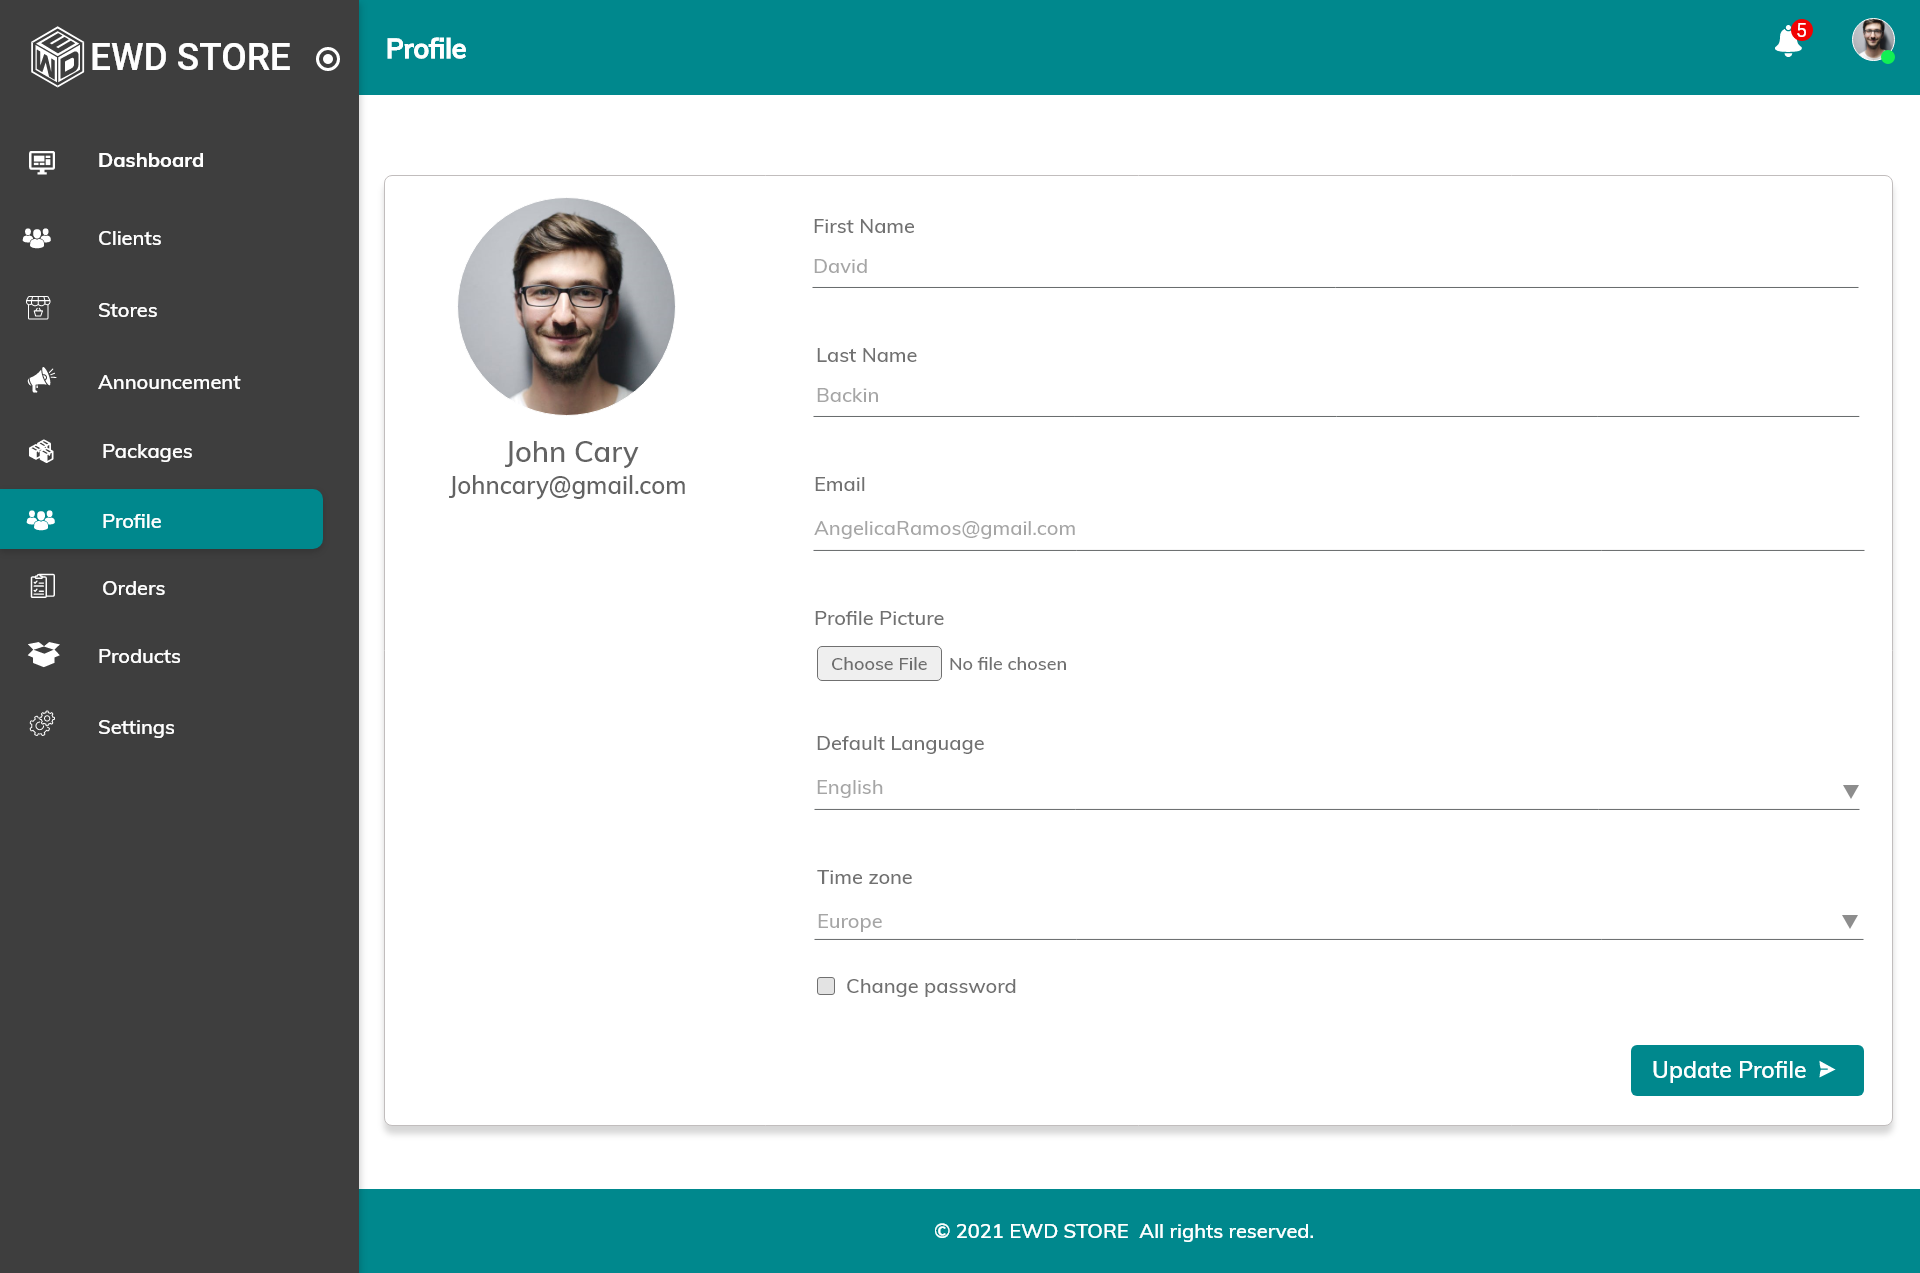 EWD STORE
Profile
5
Dashboard
Clients
Stores
Announcement
Packages
Profile
Orders
Products
Settings
John Cary
Johncary@gmail.com
First Name
David
Last Name
Backin
Email
AngelicaRamos@gmail.com
Profile Picture
Choose File No file chosen
Default Language
English
Time zone
Europe
Change password
Update Profile
© 2021 EWD STORE All rights reserved.